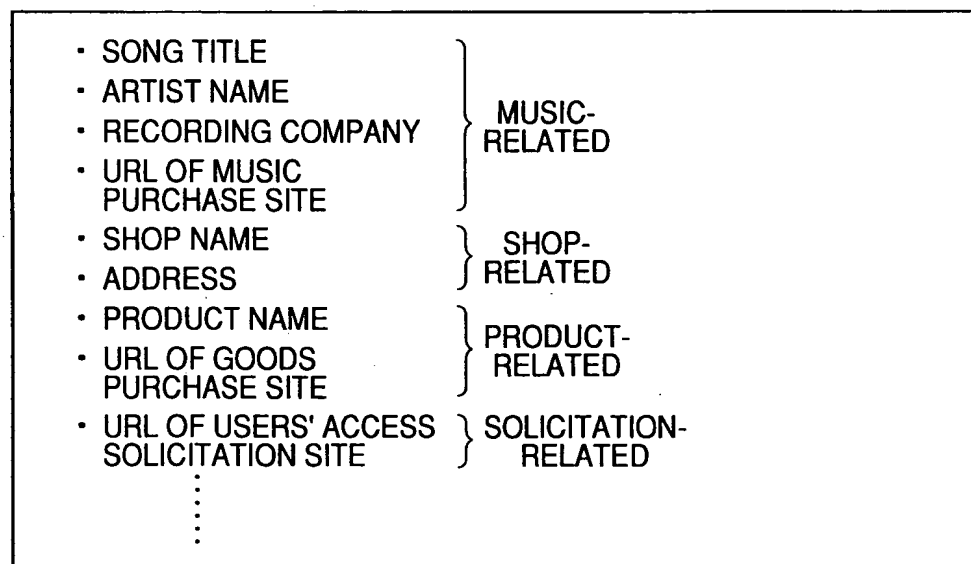 · SONG TITLE
· ARTIST NAME
· RECORDING COMPANY
· URL OF MUSIC
PURCHASE SITE
MUSIC-
RELATED
· SHOP NAME
· ADDRESS
SHOP-
RELATED
· PRODUCT NAME
· URL OF GOODS
PURCHASE SITE
PRODUCT-
RELATED
· URL OF USERS' ACCESS
SOLICITATION SITE
SOLICITATION-
RELATED